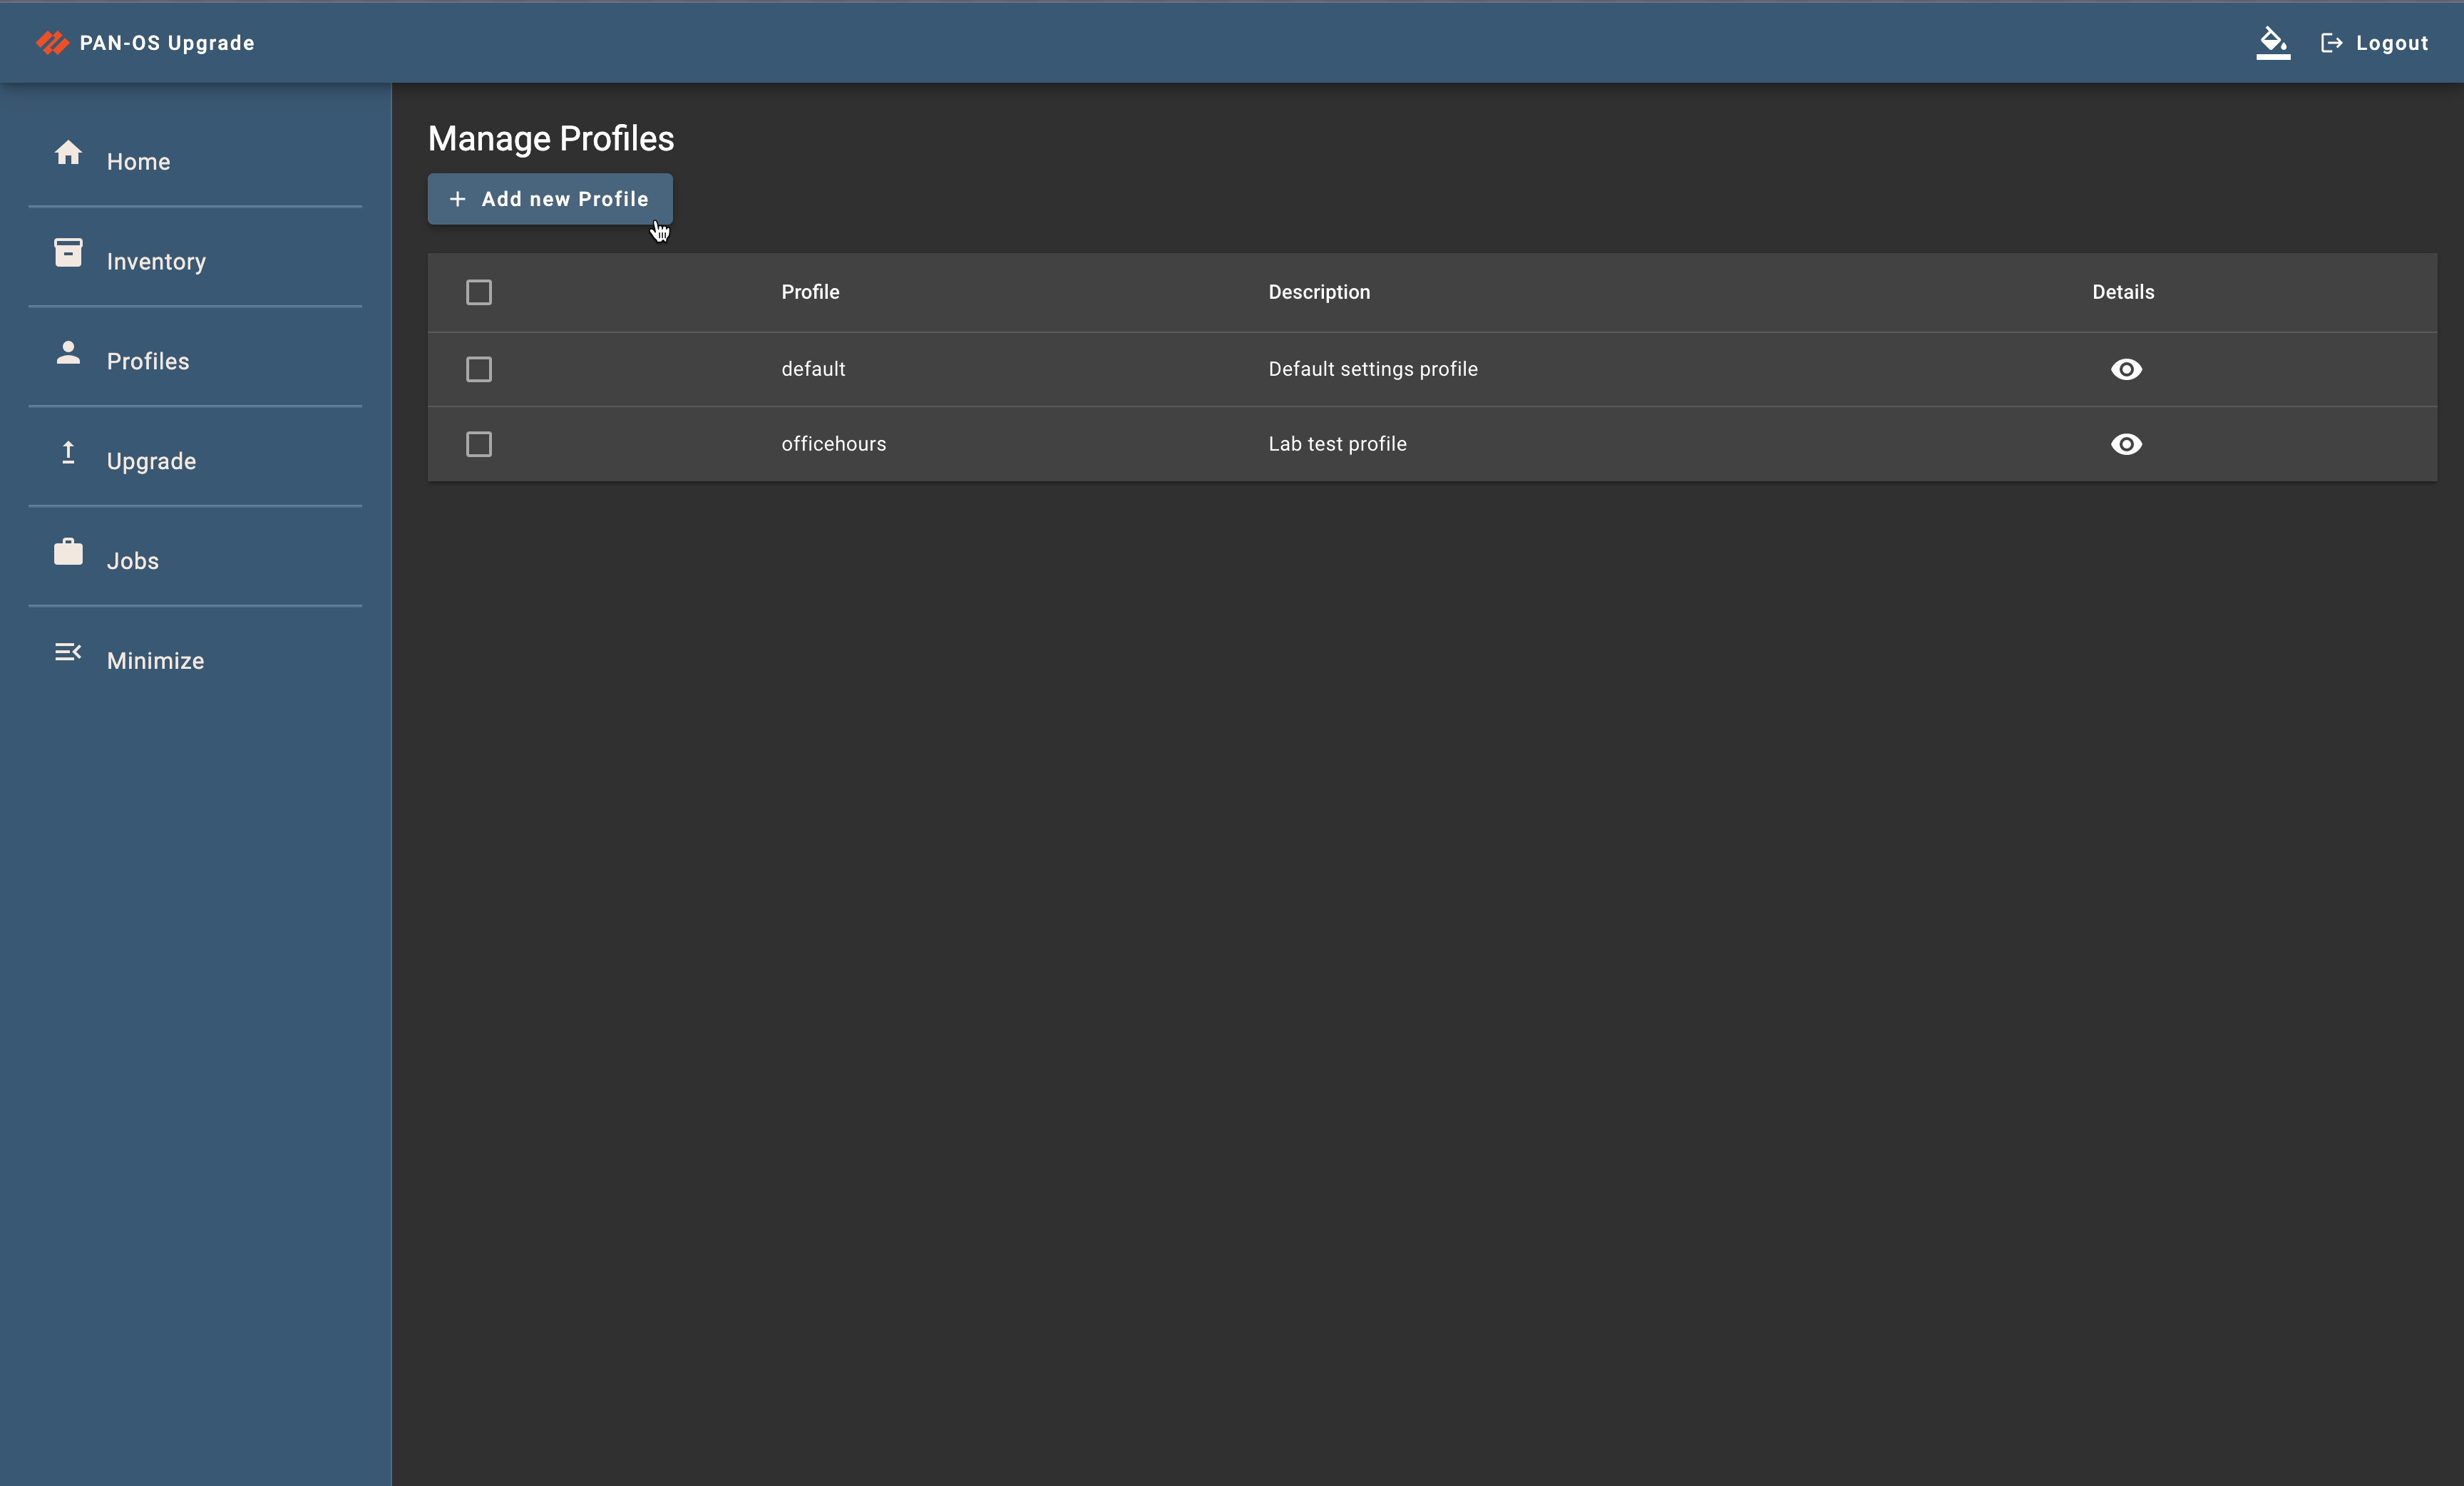 PAN-OS Upgrade
Logout
Home
Inventory
Profiles
Upgrade
Jobs
Minimize
Manage Profiles
Add new Profile
Profile Description Details
default Default settings profile
officehours Lab test profile